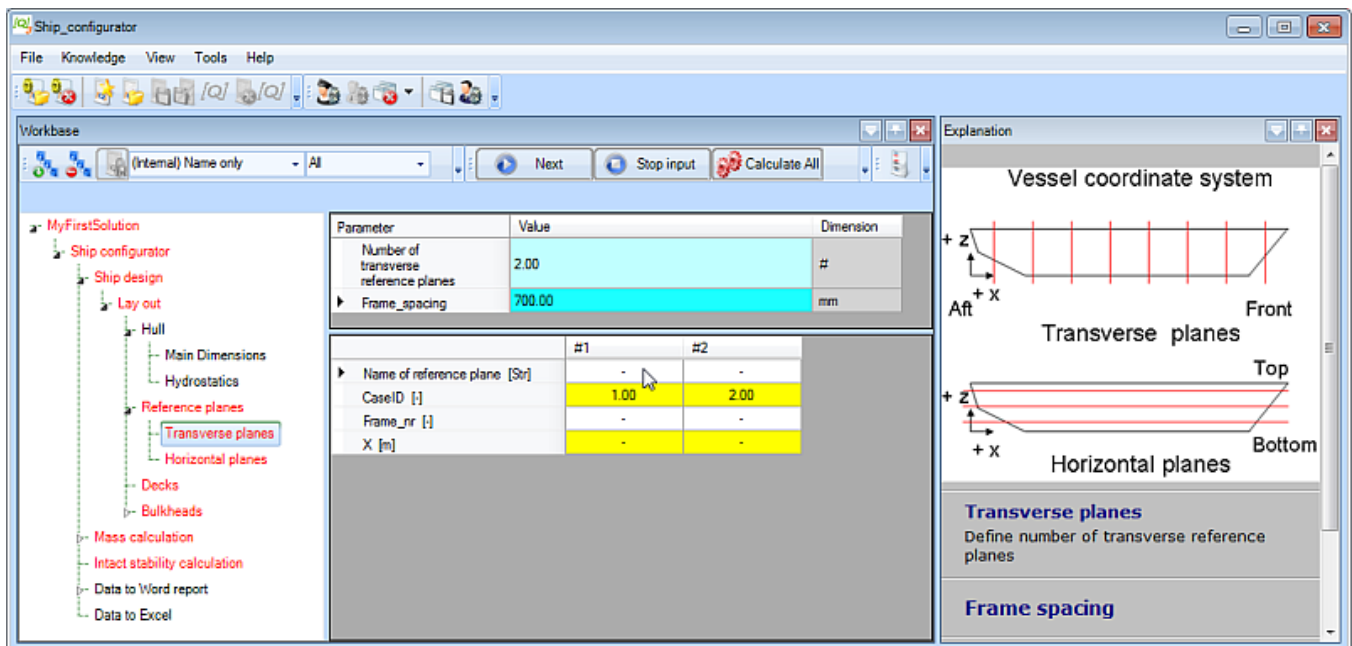 Ship_configurator
File Knowledge View Tools Help
Workbase
(Internal) Name only All Next Stop input Calculate All
MyFirstSolution
Ship configurator
Ship design
Lay out
Hull
Main Dimensions
Hydrostatics
Reference planes
Transverse planes
Horizontal planes
Decks
Bulkheads
Mass calculation
Intact stability calculation
Data to Word report
Data to Excel
Parameter Value Dimension
Number of
transverse
reference planes
2.00 #
Frame_spacing 700.00 mm
#1 #2
Name of reference plane [Str] - -
CaseID [-] 1.00 2.00
Frame_nr [-] - -
X [m] - -
Explanation
Vessel coordinate system
+ z
+ x
Aft Front
Transverse planes
Top
+ z
+ x
Bottom
Horizontal planes
Transverse planes
Define number of transverse reference
planes
Frame spacing